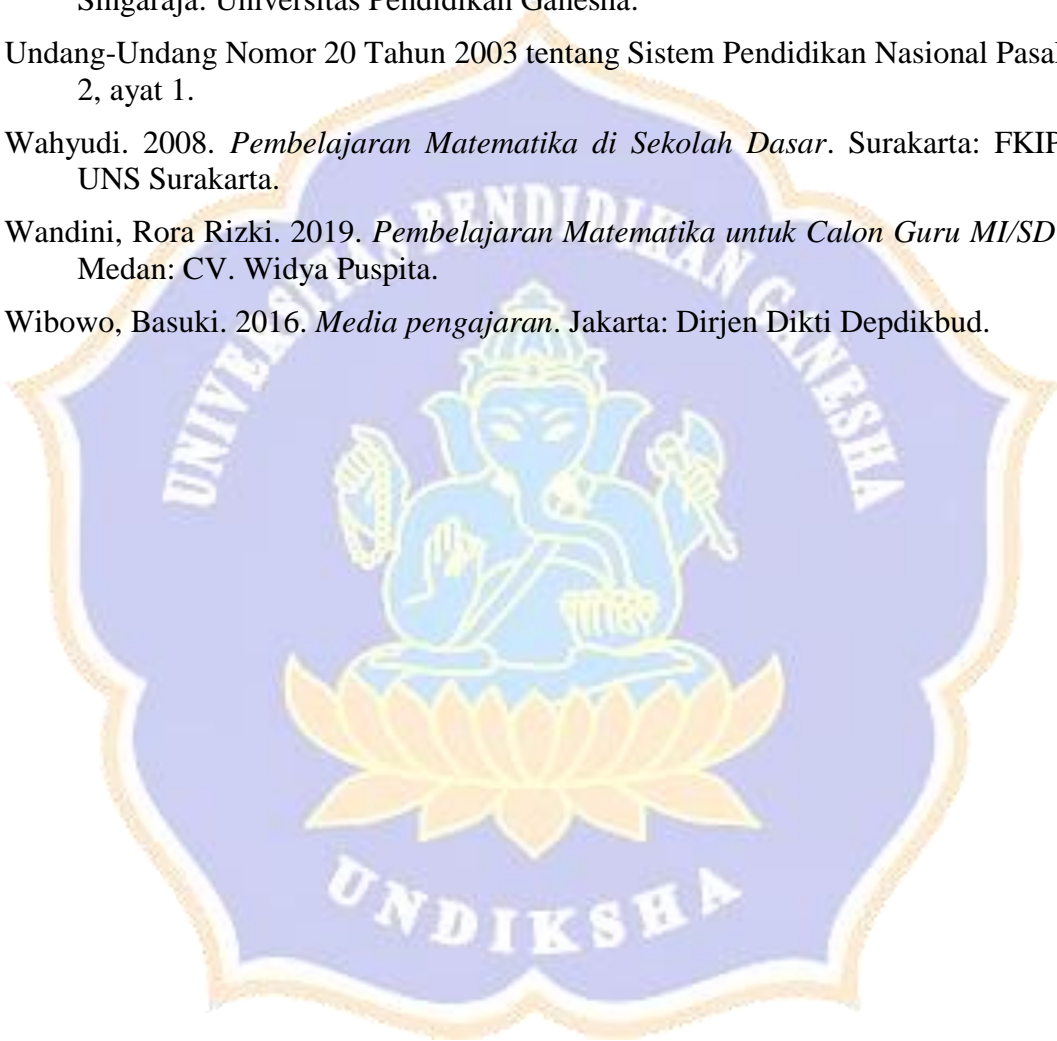 Singaraja: Universitas Pendidikan Ganesha.
Undang-Undang Nomor 20 Tahun 2003 tentang Sistem Pendidikan Nasional Pasal
2, ayat 1.
Wahyudi. 2008. Pembelajaran Matematika di Sekolah Dasar. Surakarta: FKIP
UNS Surakarta.
Wandini, Rora Rizki. 2019. Pembelajaran Matematika untuk Calon Guru MI/SD
Medan: CV. Widya Puspita.
Wibowo, Basuki. 2016. Media pengajaran. Jakarta: Dirjen Dikti Depdikbud.
UNIVERSITAS PENDIDIKAN GANESHA
UNDIKSHA